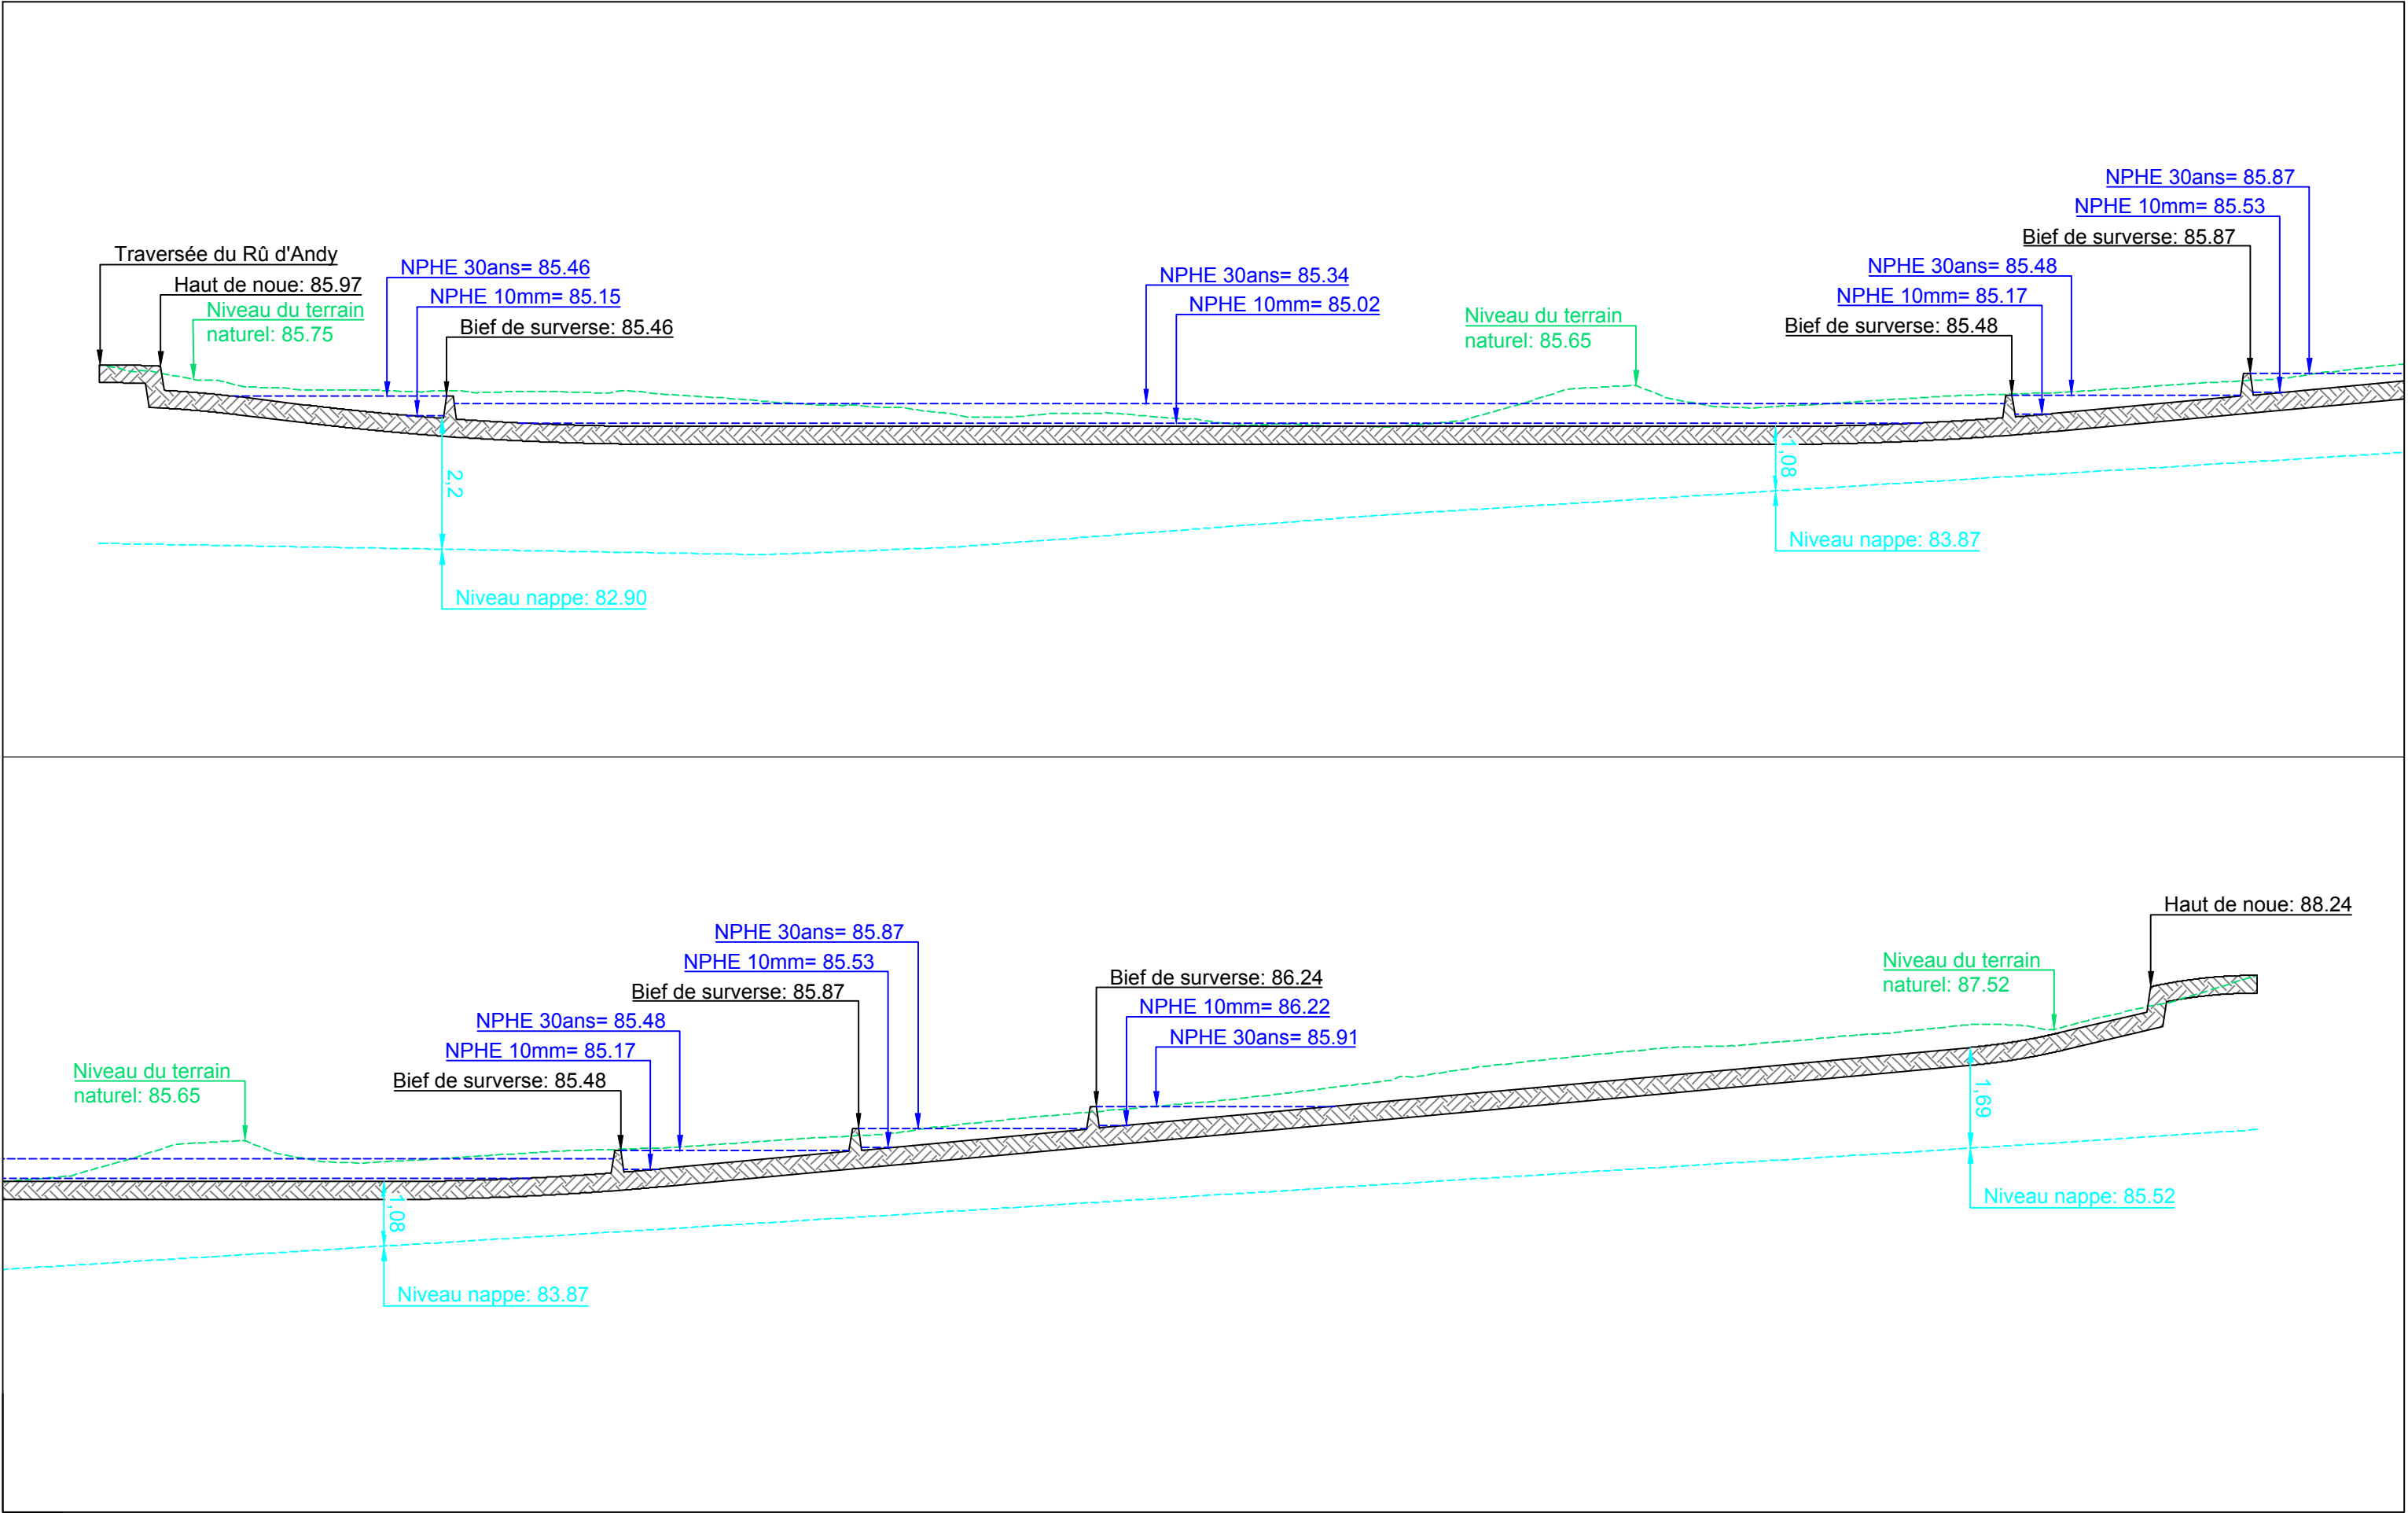 NPHE 30ans= 85.87
NPHE 10mm= 85.53
Bief de surverse: 85.87
Traversée du Rû d'Andy
NPHE 30ans= 85.46
NPHE 30ans= 85.34
NPHE 30ans= 85.48
Haut de noue: 85.97
NPHE 10mm= 85.15
NPHE 10mm= 85.02
NPHE 10mm= 85.17
Niveau du terrain
naturel: 85.75
Bief de surverse: 85.46
Niveau du terrain
naturel: 85.65
Bief de surverse: 85.48
2,2
1,08
Niveau nappe: 83.87
Niveau nappe: 82.90
Haut de noue: 88.24
NPHE 30ans= 85.87
NPHE 10mm= 85.53
Bief de surverse: 85.87
Bief de surverse: 86.24
NPHE 10mm= 86.22
NPHE 30ans= 85.91
Niveau du terrain
naturel: 87.52
NPHE 30ans= 85.48
NPHE 10mm= 85.17
Bief de surverse: 85.48
Niveau du terrain
naturel: 85.65
1,69
1,08
Niveau nappe: 85.52
Niveau nappe: 83.87